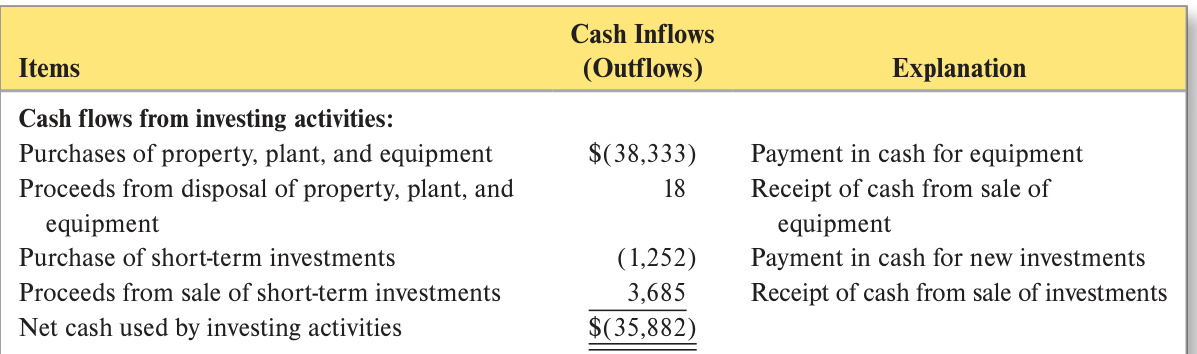 Cash Inflows
Items (Outflows) Explanation
Cash flows from investing activities:
Purchases of property, plant, and equipment $(38,333) Payment in cash for equipment
Proceeds from disposal of property, plant, and 18 Receipt of cash from sale of
equipment equipment
Purchase of short-term investments (1,252) Payment in cash for new investments
Proceeds from sale of short-term investments 3,685 Receipt of cash from sale of investments
Net cash used by investing activities $(35,882)